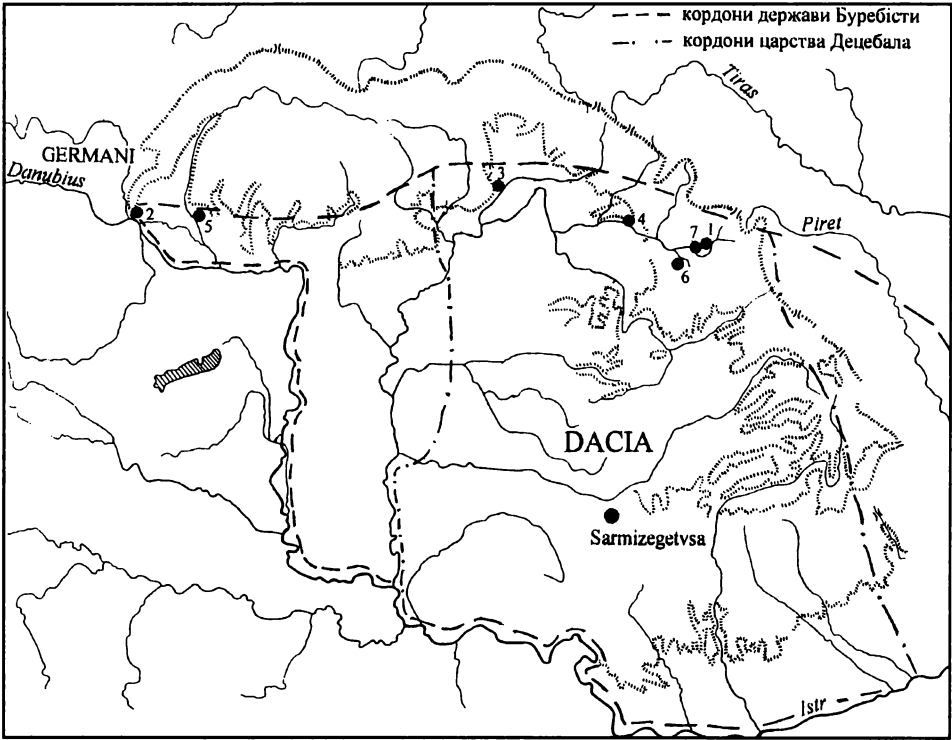 кордони держави Буребісти
кордони царства Децебала
Tiras
GERMANI
Danubius
2
5
3
4
7 1
6
Piret
DACIA
Sarmizegetvsa
Istr